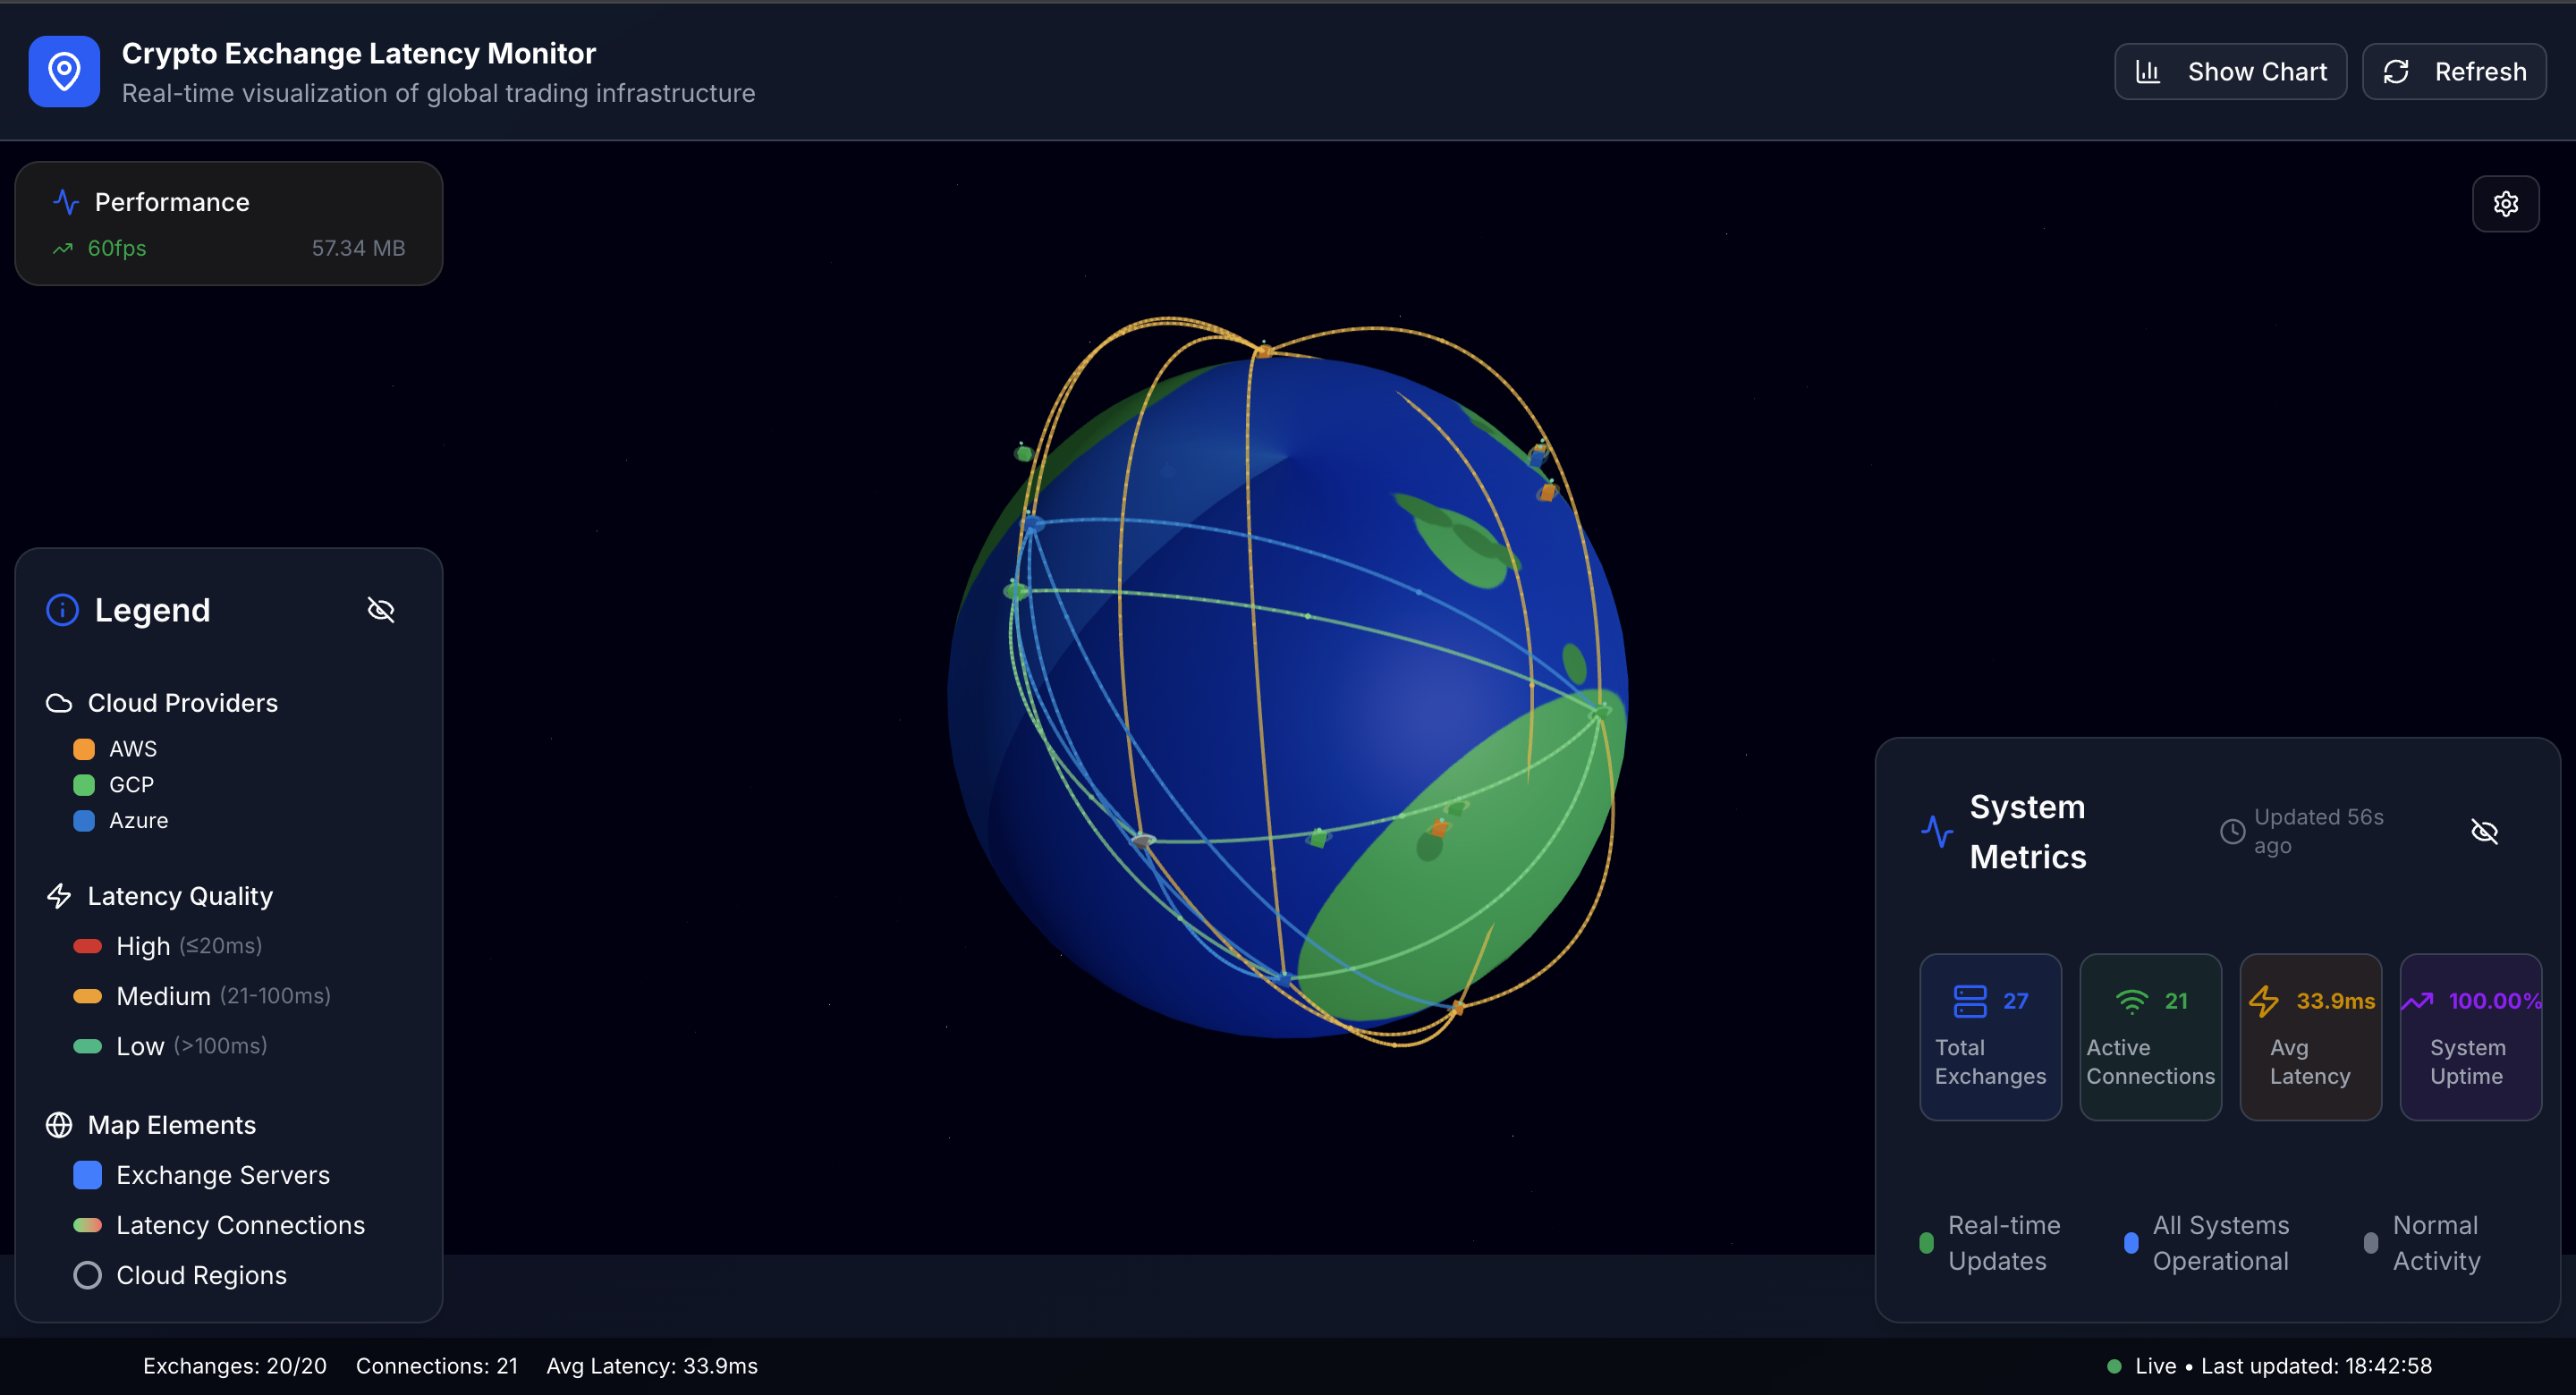 Crypto Exchange Latency Monitor
Real-time visualization of global trading infrastructure
Show Chart
Refresh
Performance
60fps
57.34 MB
Legend
Cloud Providers
AWS
GCP
Azure
Latency Quality
High (≤20ms)
Medium (21-100ms)
Low (>100ms)
Map Elements
Exchange Servers
Latency Connections
Cloud Regions
System
Metrics
Updated 56s
ago
27
Total
Exchanges
21
Active
Connections
33.9ms
Avg
Latency
100.00%
System
Uptime
Real-time
Updates
All Systems
Operational
Normal
Activity
Exchanges: 20/20 Connections: 21 Avg Latency: 33.9ms
Live • Last updated: 18:42:58